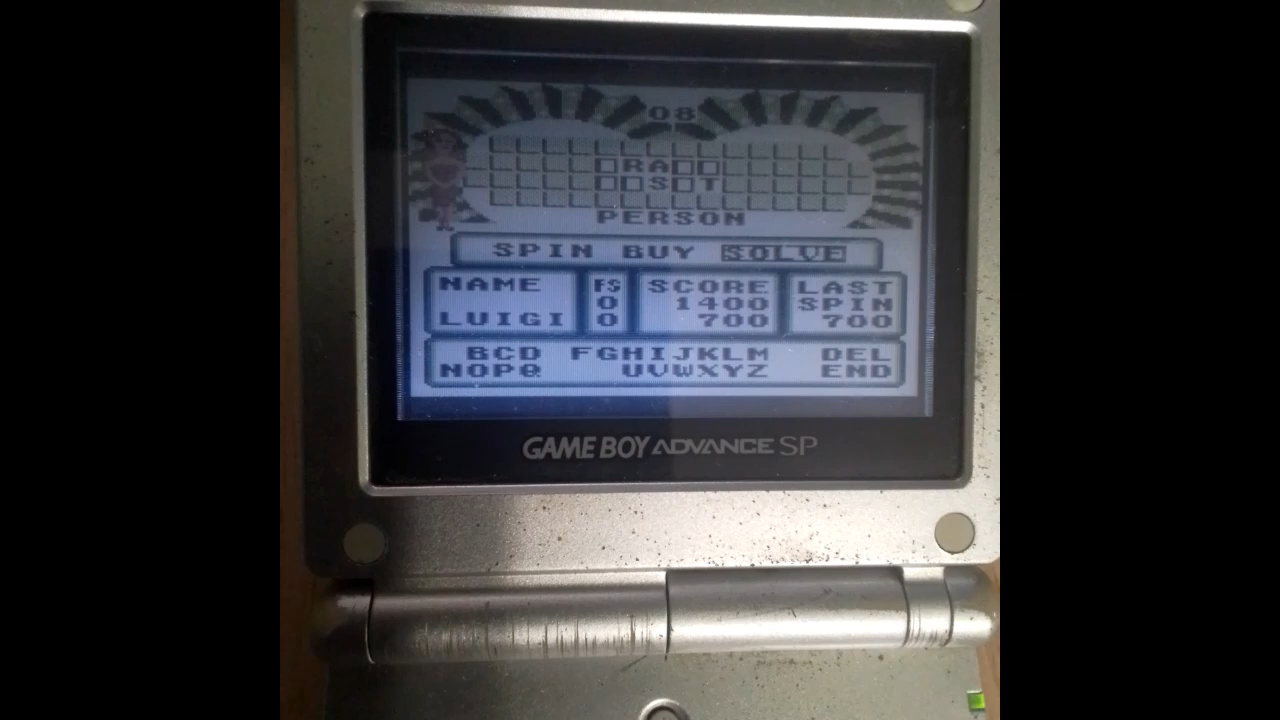 08
□RA□□
□□S□T
PERSON
SPIN BUY SOLVE
NAME FS SCORE LAST
0 1400 SPIN
LUIGI 0 700 700
BCD FGHIJKLM DEL
NOPQ UVWXYZ END
GAME BOY ADVANCE SP